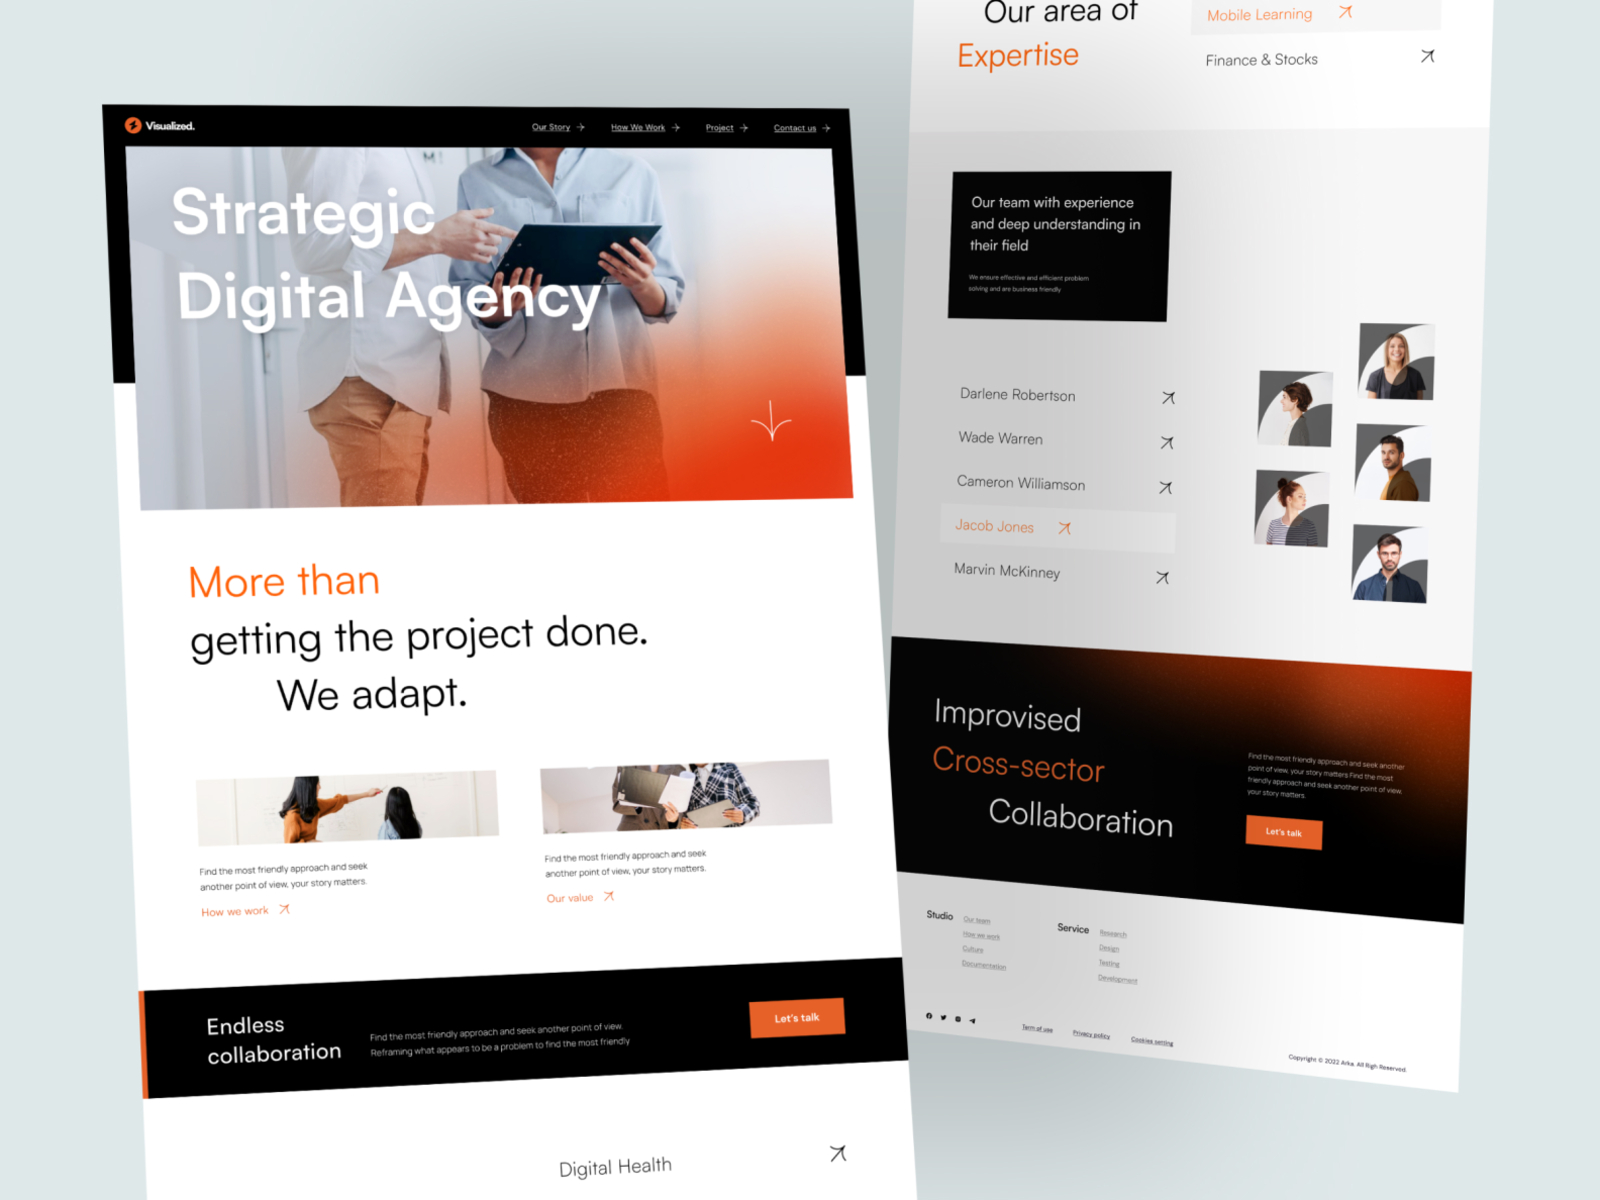 Visualized.
Our Story
How We Work
Project
Contact us
Strategic
Digital Agency
More than
getting the project done.
We adapt.
Find the most friendly approach and seek
another point of view, your story matters.
How we work
Find the most friendly approach and seek
another point of view, your story matters.
Our value
Endless
collaboration
Find the most friendly approach and seek another point of view.
Reframing what appears to be a problem to find the most friendly
Let's talk
Digital Health
Our area of
Expertise
Mobile Learning
Finance & Stocks
Our team with experience
and deep understanding in
their field
We ensure effective and efficient problem
solving and are business friendly
Darlene Robertson
Wade Warren
Cameron Williamson
Jacob Jones
Marvin McKinney
Improvised
Cross-sector
Collaboration
Find the most friendly approach and seek another
point of view, your story matters Find the most
friendly approach and seek another point of view,
your story matters.
Let's talk
Studio
Our team
How we work
Culture
Documentation
Service
Research
Design
Testing
Development
Term of use
Privacy policy
Cookies setting
Copyright © 2022 Arka. All Righ Reserved